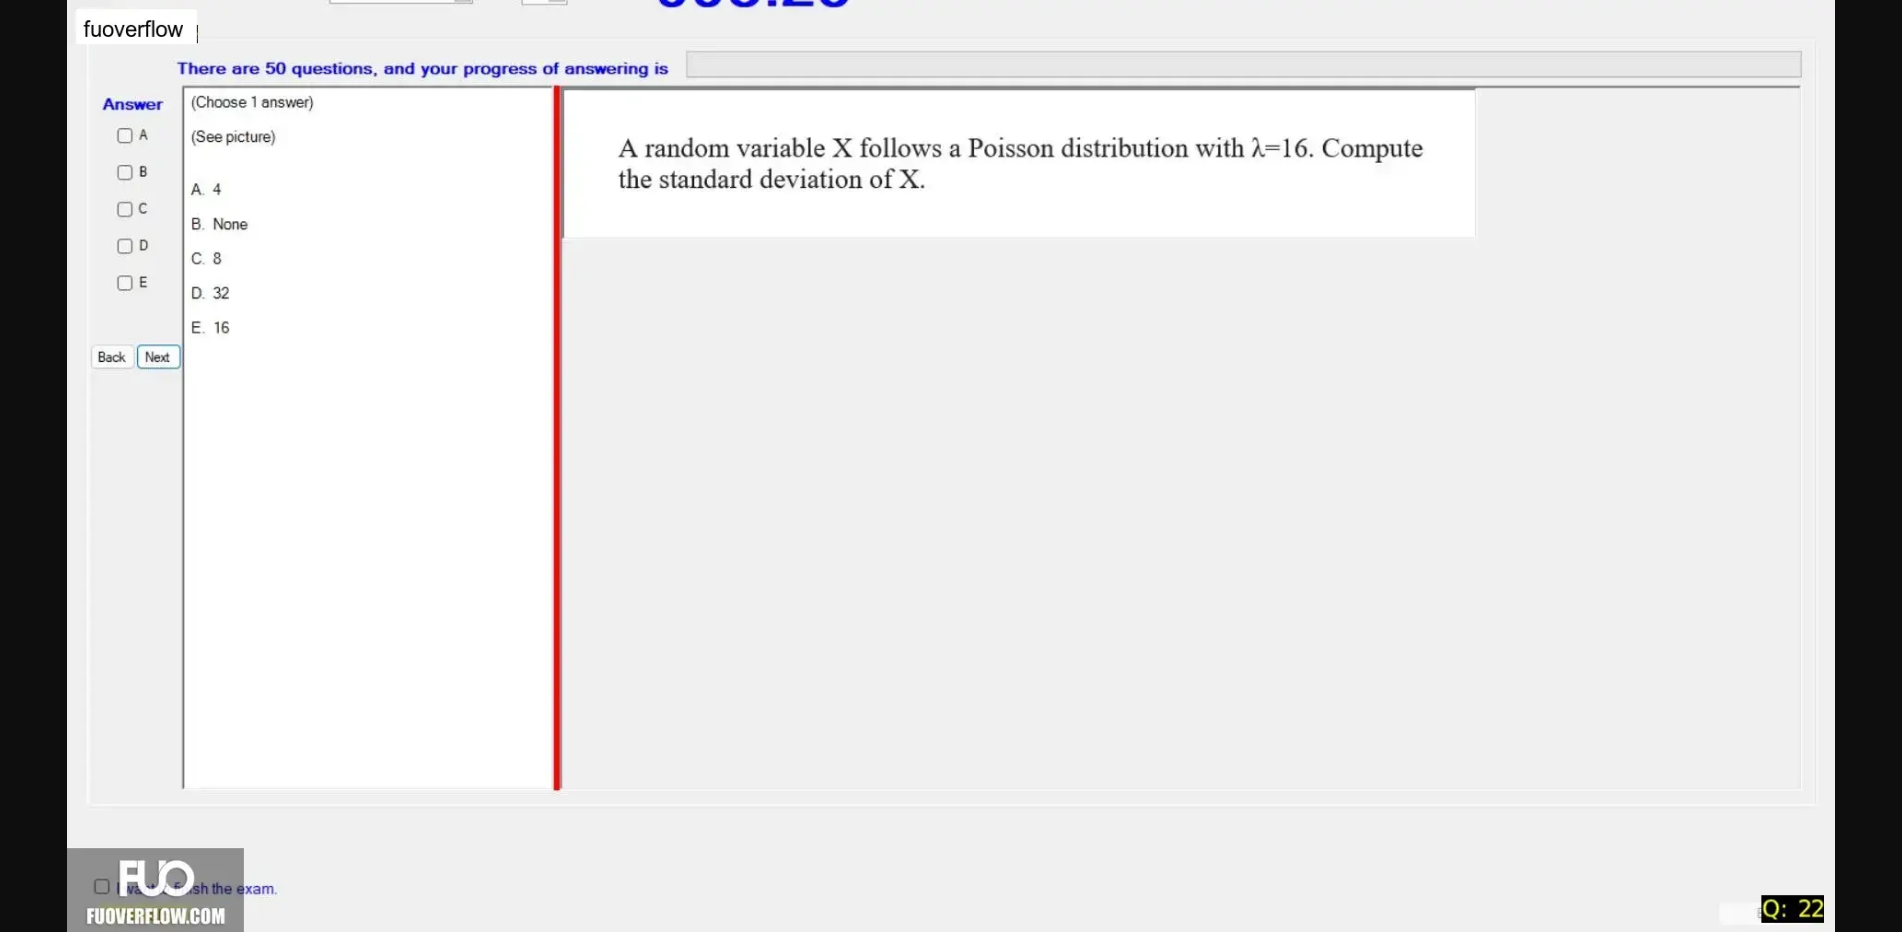 fuoverflow
There are 50 questions, and your progress of answering is
Answer
A
B
C
D
E
Back Next
(Choose 1 answer)
(See picture)
A. 4
B. None
C. 8
D. 32
E. 16
A random variable X follows a Poisson distribution with λ=16. Compute
the standard deviation of X.
FUO
the exam.
FUOVERFLOW.COM
Q: 22